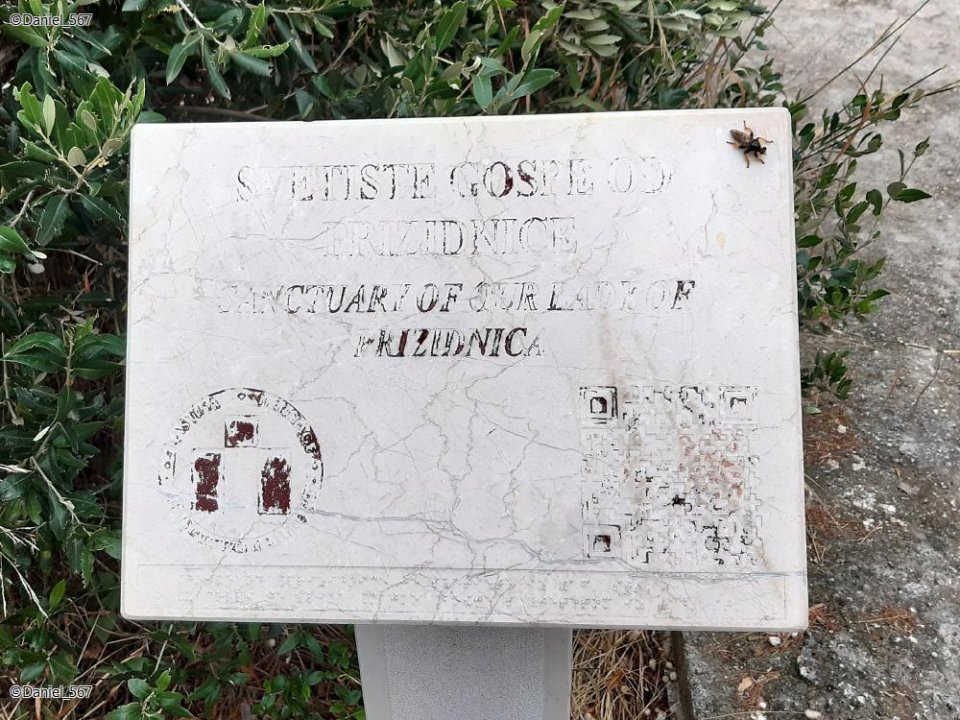 ©Daniel_567
SVETISTE GOSPE OD
PRIZIDNICE
SANCTUARY OF OUR LADY OF
PRIZIDNICA
©Daniel_567